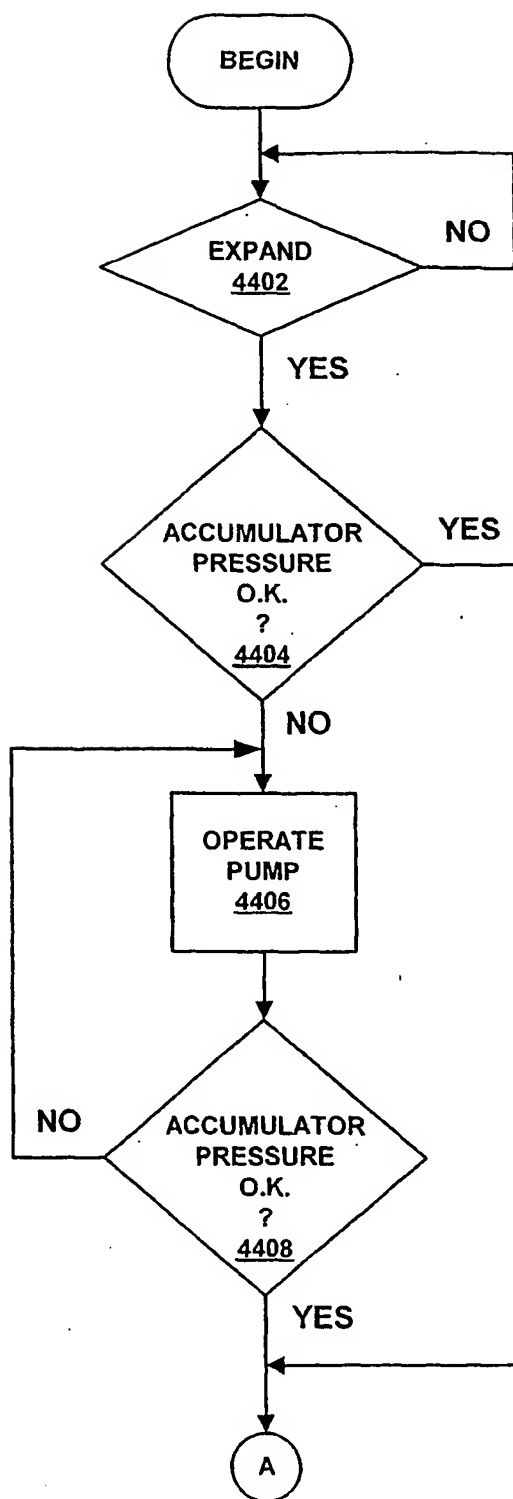 BEGIN
NO
EXPAND
4402
YES
ACCUMULATOR
PRESSURE
O.K.
?
4404
YES
NO
OPERATE
PUMP
4406
NO
ACCUMULATOR
PRESSURE
O.K.
?
4408
YES
A